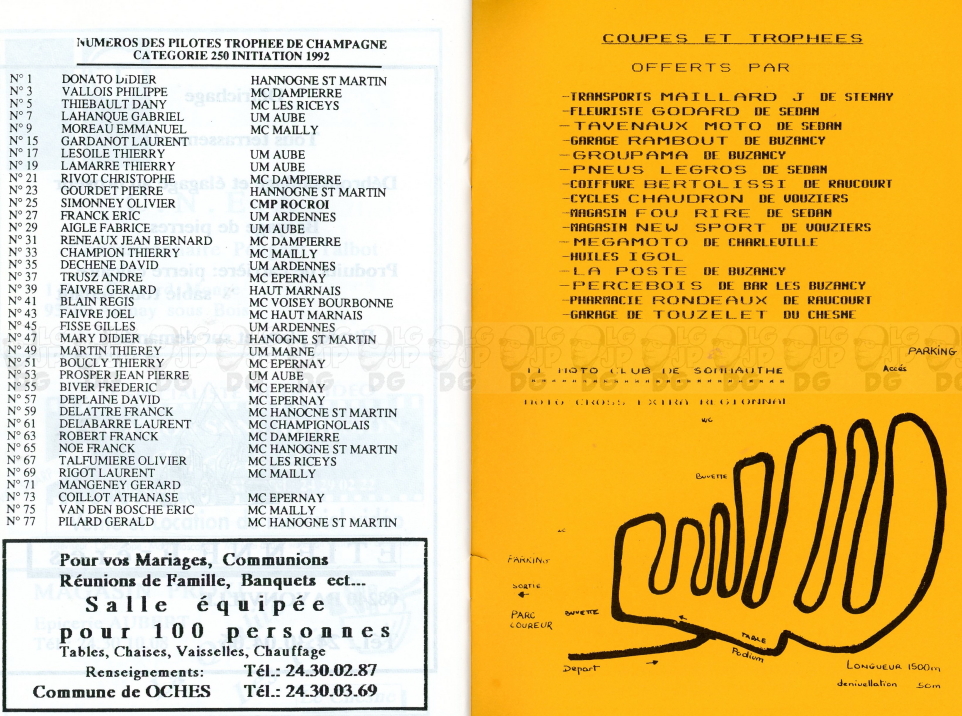 NUMEROS DES PILOTES TROPHEE DE CHAMPAGNE
CATEGORIE 250 INITIATION 1992
N° 1 DONATO DIDIER HANNOGNE ST MARTIN
N° 3 VALLOIS PHILIPPE MC DAMPIERRE
N° 5 THIEBAULT DANY MC LES RICEYS
N° 7 LAHANQUE GABRIEL UM AUBE
N° 9 MOREAU EMMANUEL MC MAILLY
N° 15 GARDANOT LAURENT
N° 17 LESOILE THIERRY UM AUBE
N° 19 LAMARRE THIERRY UM AUBE
N° 21 RIVOT CHRISTOPHE MC DAMPIERRE
N° 23 GOURDET PIERRE HANNOGNE ST MARTIN
N° 25 SIMONNEY OLIVIER CMP ROCROI
N° 27 FRANCK ERIC UM ARDENNES
N° 29 AIGLE FABRICE UM AUBE
N° 31 RENEAUX JEAN BERNARD MC DAMPIERRE
N° 33 CHAMPION THIERRY MC MAILLY
N° 35 DECHENE DAVID UM ARDENNES
N° 37 TRUSZ ANDRE MC EPERNAY
N° 39 FAIVRE GERARD HAUT MARNAIS
N° 41 BLAIN REGIS MC VOISEY BOURBONNE
N° 43 FAIVRE JOEL MC HAUT MARNAIS
N° 45 FISSE GILLES UM ARDENNES
N° 47 MARY DIDIER HANOGNE ST MARTIN
N° 49 MARTIN THIEREY UM MARNE
N° 51 BOUCLY THIERRY MC EPERNAY
N° 53 PROSPER JEAN PIERRE UM AUBE
N° 55 BIVER FREDERIC MC EPERNAY
N° 57 DEPLAINE DAVID MC EPERNAY
N° 59 DELATTRE FRANCK MC HANOCNE ST MARTIN
N° 61 DELABARRE LAURENT MC CHAMPIGNOLAIS
N° 63 ROBERT FRANCK MC DAMPIERRE
N° 65 NOE FRANCK MC HANOGNE ST MARTIN
N° 67 TALFUMIERE OLIVIER MC LES RICEYS
N° 69 RIGOT LAURENT MC MAILLY
N° 71 MANGENEY GERARD
N° 73 COILLOT ATHANASE MC EPERNAY
N° 75 VAN DEN BOSCHE ERIC MC MAILLY
N° 77 PILARD GERALD MC HANOGNE ST MARTIN
Pour vos Mariages, Communions
Réunions de Famille, Banquets ect...
Salle équipée
pour 100 personnes
Tables, Chaises, Vaisselles, Chauffage
Renseignements: Tél.: 24.30.02.87
Commune de OCHES Tél.: 24.30.03.69
COUPES ET TROPHEES
OFFERTS PAR
-TRANSPORTS MAILLARD J DE STENAY
-FLEURISTE GODARD DE SEDAN
-TAVENAUX MOTO DE SEDAN
-GARAGE RAMBOUT DE BUZANCY
-GROUPAMA DE BUZANCY
-PNEUS LEGROS DE SEDAN
-COIFFURE BERTOLISSI DE RAUCOURT
-CYCLES CHAUDRON DE VOUZIERS
-MAGASIN FOU RIRE DE SEDAN
-MAGASIN NEW SPORT DE VOUZIERS
-MEGAMOTO DE CHARLEVILLE
-HUILES IGOL
-LA POSTE DE BUZANCY
-PERCEBOIS DE BAR LES BUZANCY
-PHARMACIE RONDEAUX DE RAUCOURT
-GARAGE DE TOUZELET DU CHESNE
PARKING
Accés
LE MOTO CLUB DE SOMMAUTHE
MOTO CROSS EXTRA REGIONNAL
WC
BUVETTE
PARKING
SORTIE
PARC
COUREUR
BUVETTE
TABLE
Podium
Depart
LONGUEUR 1500m
denivellation 50m